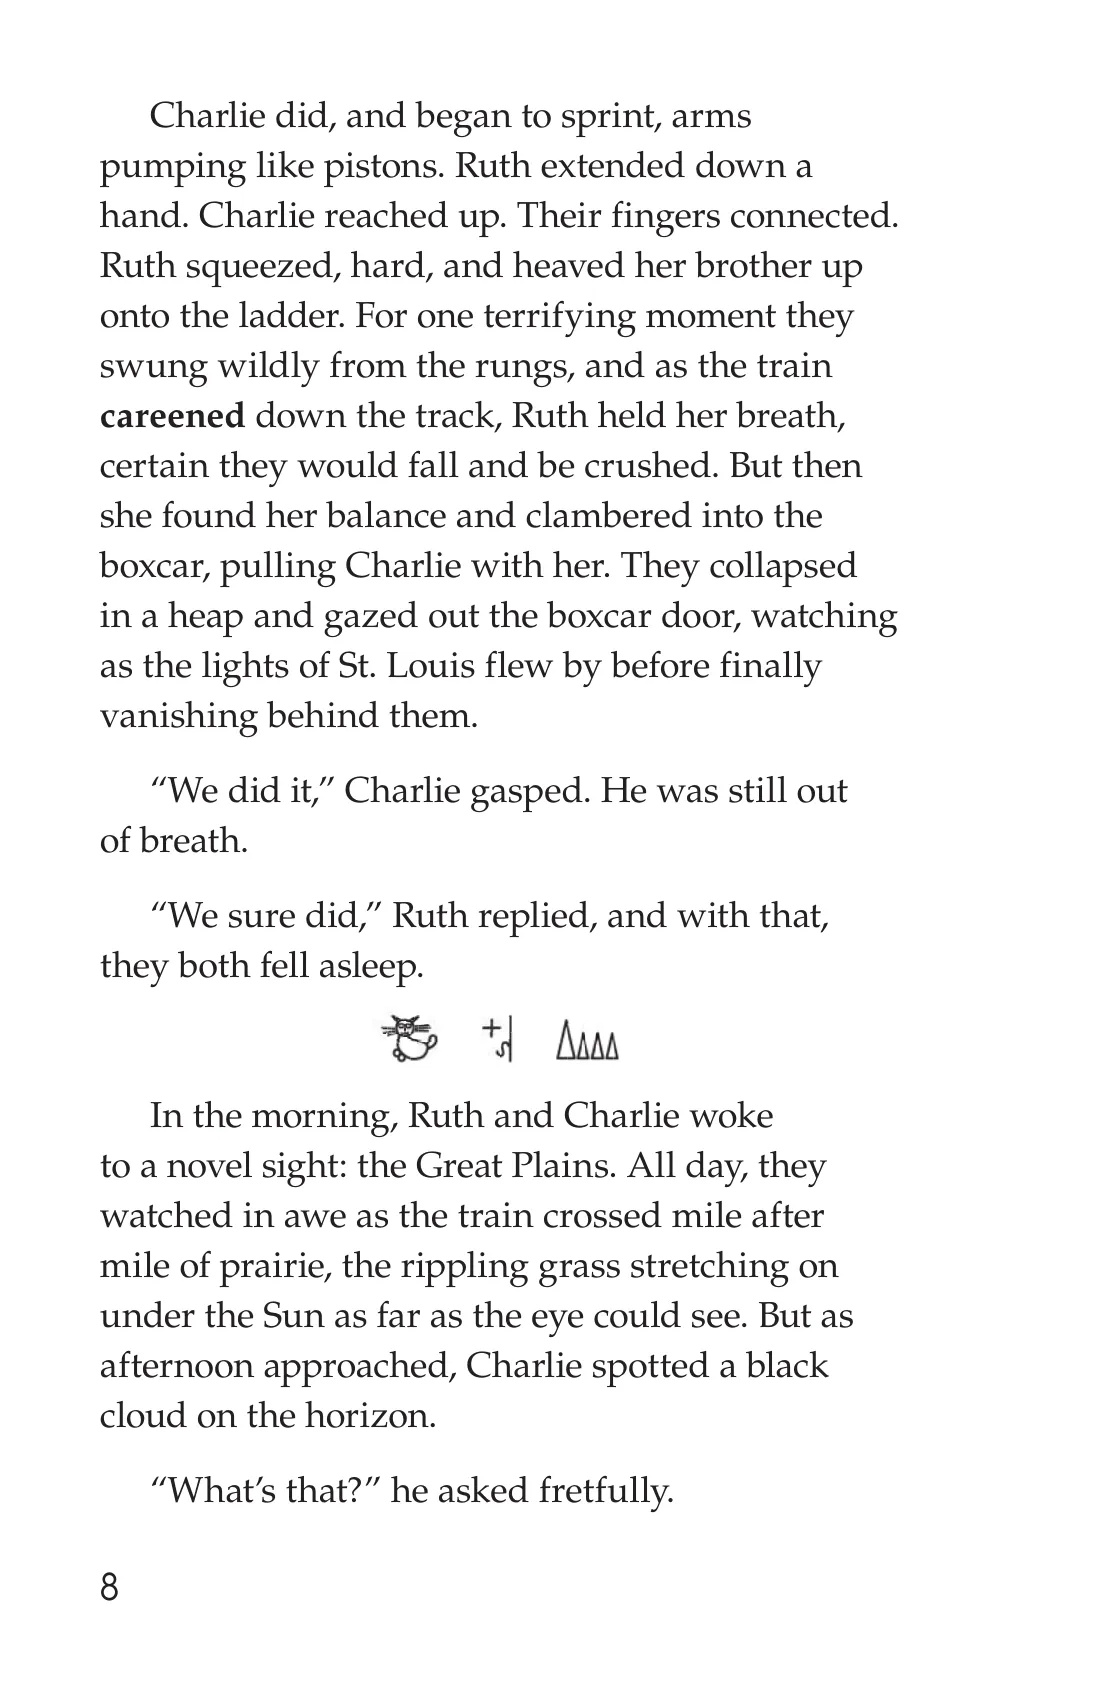 Charlie did, and began to sprint, arms
pumping like pistons. Ruth extended down a
hand. Charlie reached up. Their fingers connected.
Ruth squeezed, hard, and heaved her brother up
onto the ladder. For one terrifying moment they
swung wildly from the rungs, and as the train
careened down the track, Ruth held her breath,
certain they would fall and be crushed. But then
she found her balance and clambered into the
boxcar, pulling Charlie with her. They collapsed
in a heap and gazed out the boxcar door, watching
as the lights of St. Louis flew by before finally
vanishing behind them.
“We did it,” Charlie gasped. He was still out
of breath.
“We sure did,” Ruth replied, and with that,
they both fell asleep.
In the morning, Ruth and Charlie woke
to a novel sight: the Great Plains. All day, they
watched in awe as the train crossed mile after
mile of prairie, the rippling grass stretching on
under the Sun as far as the eye could see. But as
afternoon approached, Charlie spotted a black
cloud on the horizon.
“What’s that?” he asked fretfully.
8